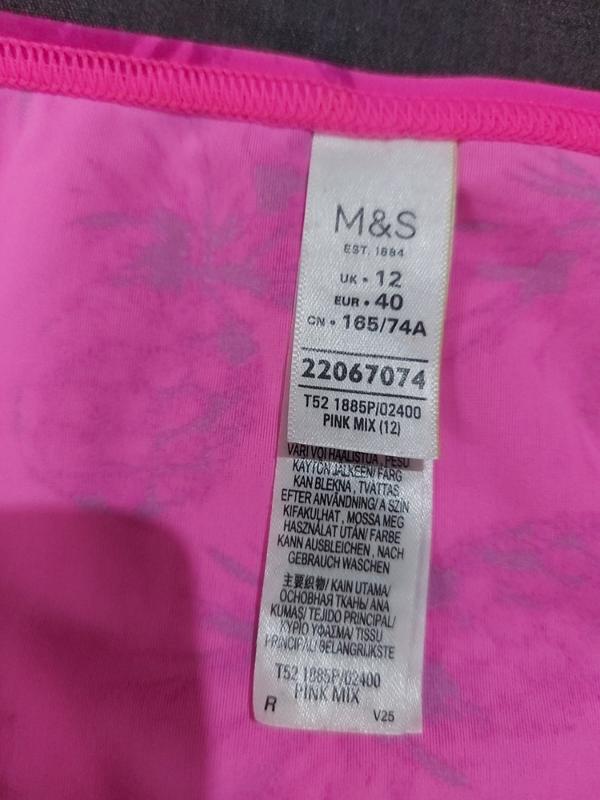 M&S
EST. 1884
UK • 12
EUR • 40
CN • 165/74A
22067074
T52 1885P/02400
PINK MIX (12)
VARI VOI HAALISTUA , PESU
KÄYTÖN JÄLKEEN/ FÄRG
KAN BLEKNA , TVÄTTAS
EFTER ANVÄNDNING/ A SZÍN
KIFAKULHAT , MOSSA MEG
HASZNÁLAT UTÁN/ FARBE
KANN AUSBLEICHEN , NACH
GEBRAUCH WASCHEN
主要织物/ KAIN UTAMA/
ОСНОВНАЯ ТКАНЬ/ ANA
KUMAŞ/ TEJIDO PRINCIPAL/
ΚΥΡΙΟ ΥΦΑΣΜΑ/ TISSU
PRINCIPAL/ BELANGRIJKSTE
T52 1885P/02400
PINK MIX
R
V25